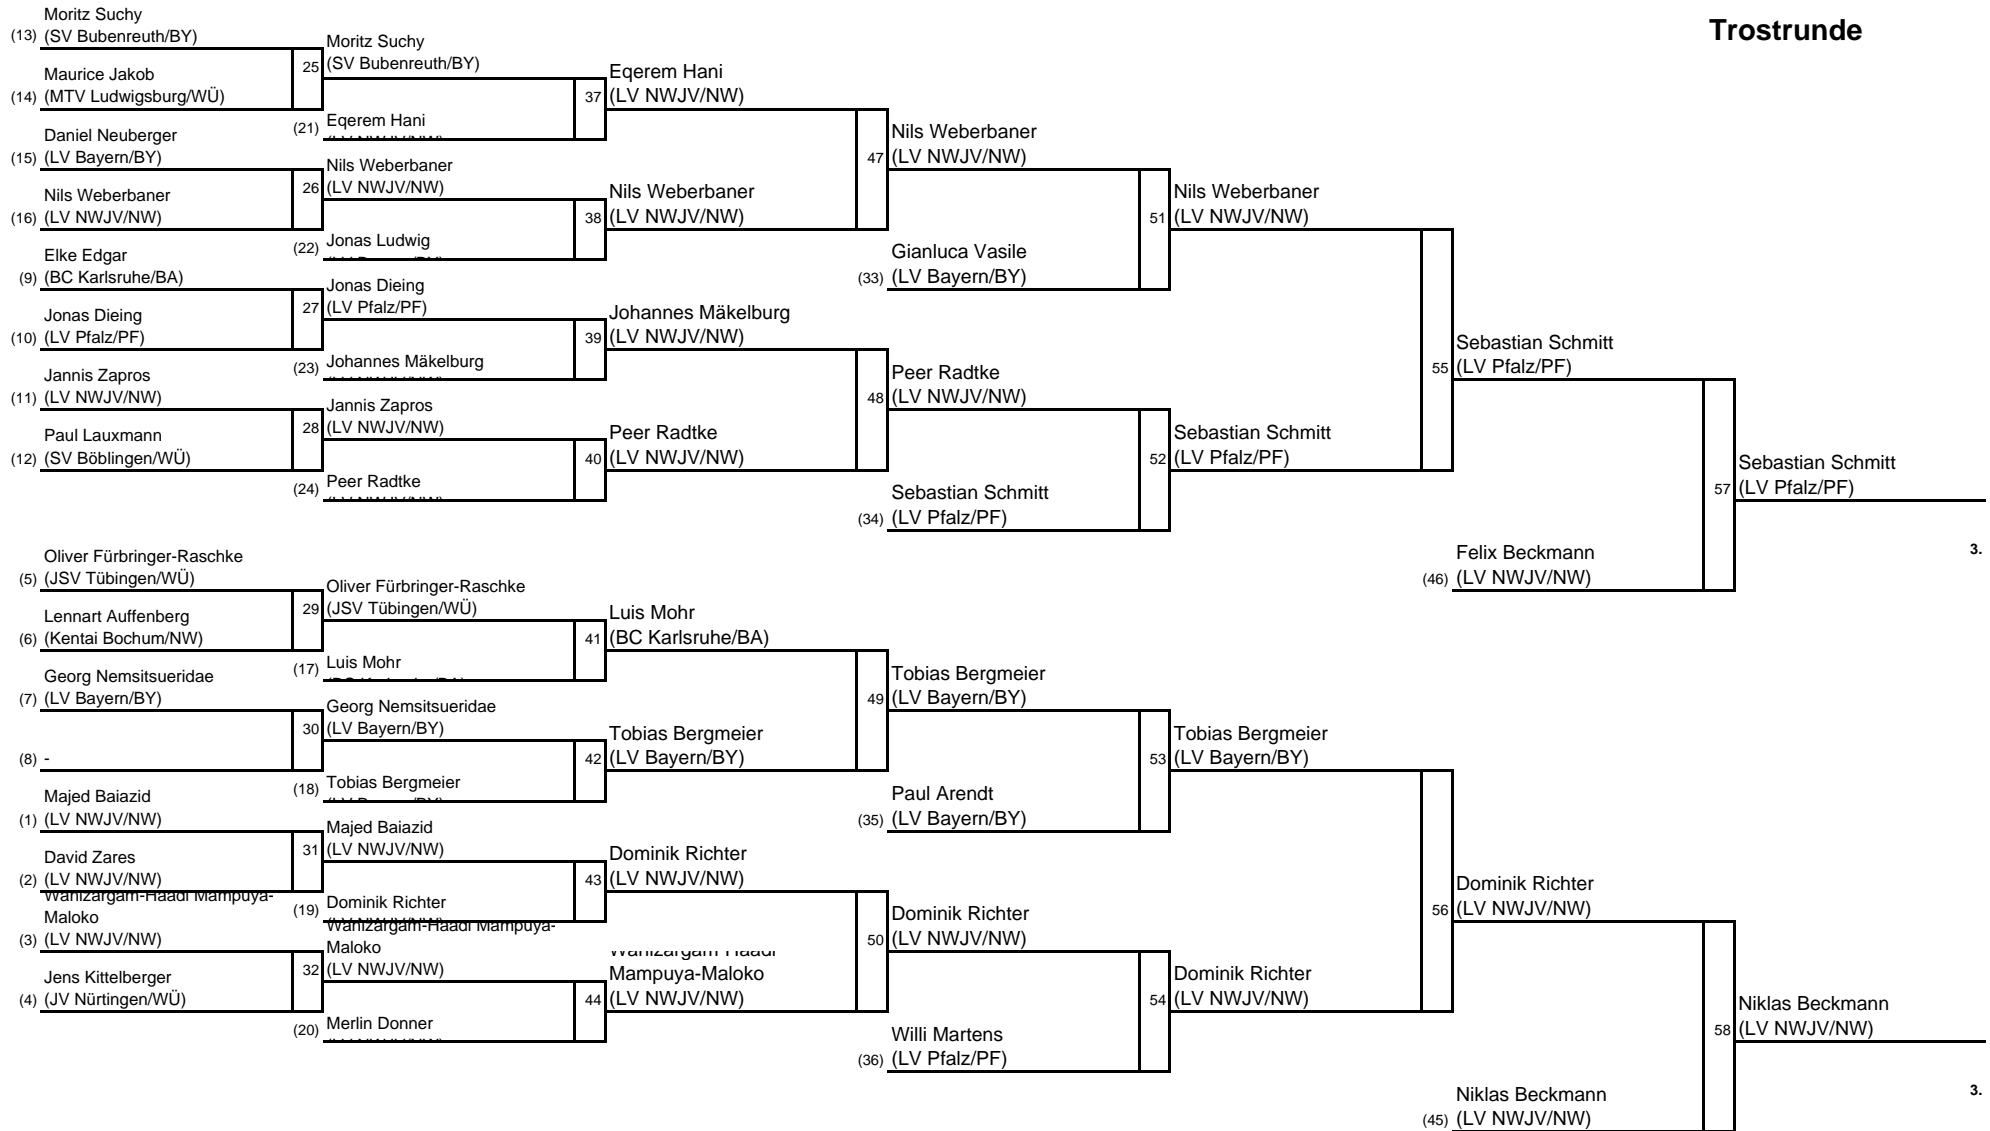 Trostrunde
Moritz Suchy
(13) (SV Bubenreuth/BY)
Maurice Jakob
(14) (MTV Ludwigsburg/WÜ)
Daniel Neuberger
(15) (LV Bayern/BY)
Nils Weberbaner
(16) (LV NWJV/NW)
Elke Edgar
(9) (BC Karlsruhe/BA)
Jonas Dieing
(10) (LV Pfalz/PF)
Jannis Zapros
(11) (LV NWJV/NW)
Paul Lauxmann
(12) (SV Böblingen/WÜ)
Oliver Fürbringer-Raschke
(5) (JSV Tübingen/WÜ)
Lennart Auffenberg
(6) (Kentai Bochum/NW)
Georg Nemsitsueridae
(7) (LV Bayern/BY)
(8) -
Majed Baiazid
(1) (LV NWJV/NW)
David Zares
(2) (LV NWJV/NW)
Wahizargam-Haadi Mampuya-
Maloko
(3) (LV NWJV/NW)
Jens Kittelberger
(4) (JV Nürtingen/WÜ)
Moritz Suchy
25 (SV Bubenreuth/BY)
(21) Eqerem Hani
Nils Weberbaner
26 (LV NWJV/NW)
(22) Jonas Ludwig
Jonas Dieing
27 (LV Pfalz/PF)
(23) Johannes Mäkelburg
Jannis Zapros
28 (LV NWJV/NW)
(24) Peer Radtke
Oliver Fürbringer-Raschke
29 (JSV Tübingen/WÜ)
(17) Luis Mohr
Georg Nemsitsueridae
30 (LV Bayern/BY)
(18) Tobias Bergmeier
Majed Baiazid
31 (LV NWJV/NW)
(19) Dominik Richter
Wahizargam-Haadi Mampuya-
Maloko
32 (LV NWJV/NW)
(20) Merlin Donner
Eqerem Hani
37 (LV NWJV/NW)
Nils Weberbaner
38 (LV NWJV/NW)
Johannes Mäkelburg
39 (LV NWJV/NW)
Peer Radtke
40 (LV NWJV/NW)
Luis Mohr
41 (BC Karlsruhe/BA)
Tobias Bergmeier
42 (LV Bayern/BY)
Dominik Richter
43 (LV NWJV/NW)
Mampuya-Maloko
44 (LV NWJV/NW)
Nils Weberbaner
47 (LV NWJV/NW)
Gianluca Vasile
(33) (LV Bayern/BY)
Peer Radtke
48 (LV NWJV/NW)
Sebastian Schmitt
(34) (LV Pfalz/PF)
Tobias Bergmeier
49 (LV Bayern/BY)
Paul Arendt
(35) (LV Bayern/BY)
Dominik Richter
50 (LV NWJV/NW)
Willi Martens
(36) (LV Pfalz/PF)
Nils Weberbaner
51 (LV NWJV/NW)
Sebastian Schmitt
52 (LV Pfalz/PF)
Tobias Bergmeier
53 (LV Bayern/BY)
Dominik Richter
54 (LV NWJV/NW)
Sebastian Schmitt
55 (LV Pfalz/PF)
Felix Beckmann
(46) (LV NWJV/NW)
Dominik Richter
56 (LV NWJV/NW)
Niklas Beckmann
(45) (LV NWJV/NW)
Sebastian Schmitt
57 (LV Pfalz/PF)
3.
Niklas Beckmann
58 (LV NWJV/NW)
3.